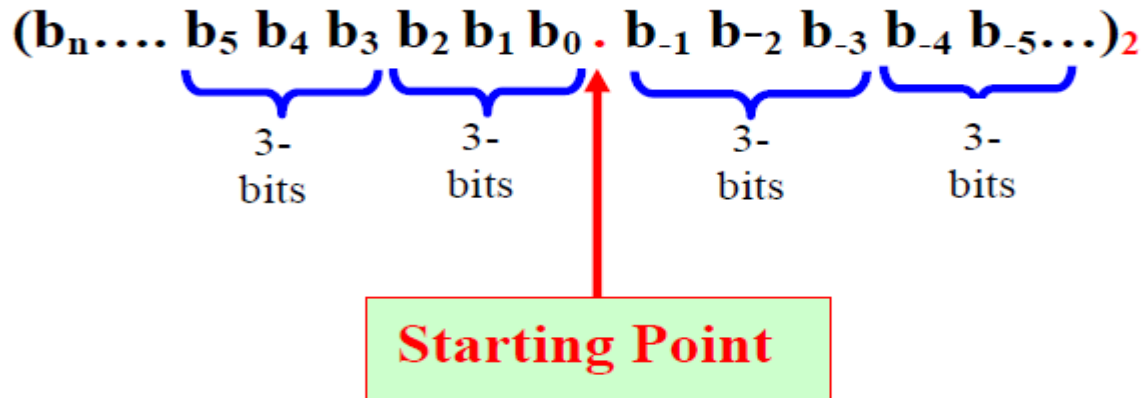 (bₙ…. b₅ b₄ b₃ b₂ b₁ b₀ . b₋₁ b₋₂ b₋₃ b₋₄ b₋₅…)₂
3- 3- 3- 3-
bits bits bits bits
Starting Point